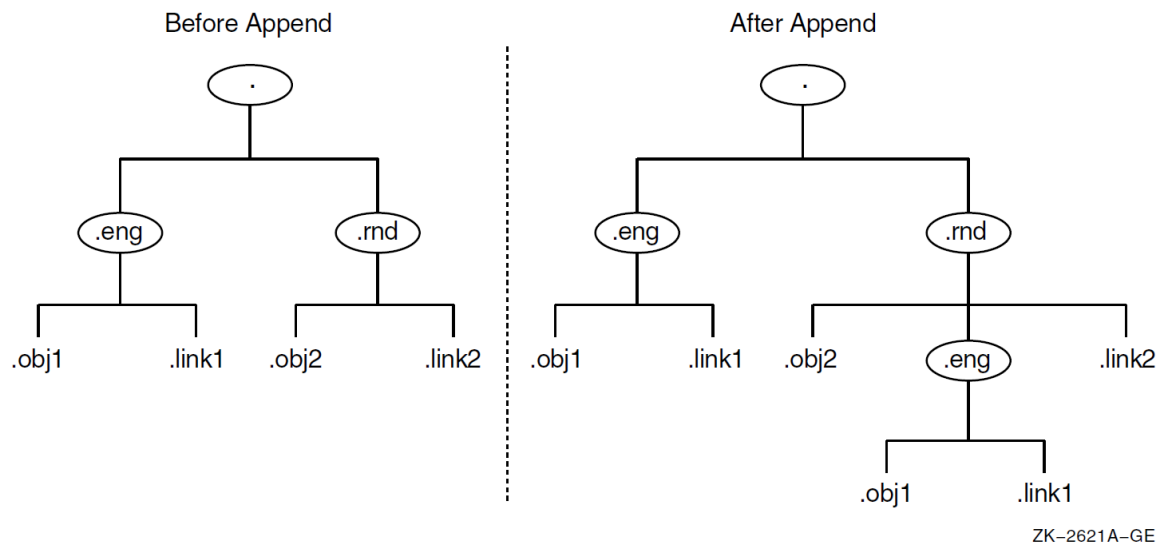 Before Append
After Append
.
.
.eng
.rnd
.eng
.rnd
.obj1
.link1
.obj2
.link2
.obj1
.link1
.obj2
.eng
.link2
.obj1
.link1
ZK−2621A−GE